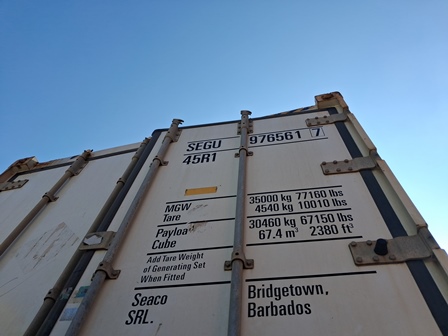 SEGU 976561 7
45R1
MGW 35000 kg 77160 lbs
Tare 4540 kg 10010 lbs
Payloa 30460 kg 67150 lbs
Cube 67.4 m³ 2380 ft³
Add Tare Weight
of Generating Set
When Fitted
Seaco Bridgetown,
SRL. Barbados